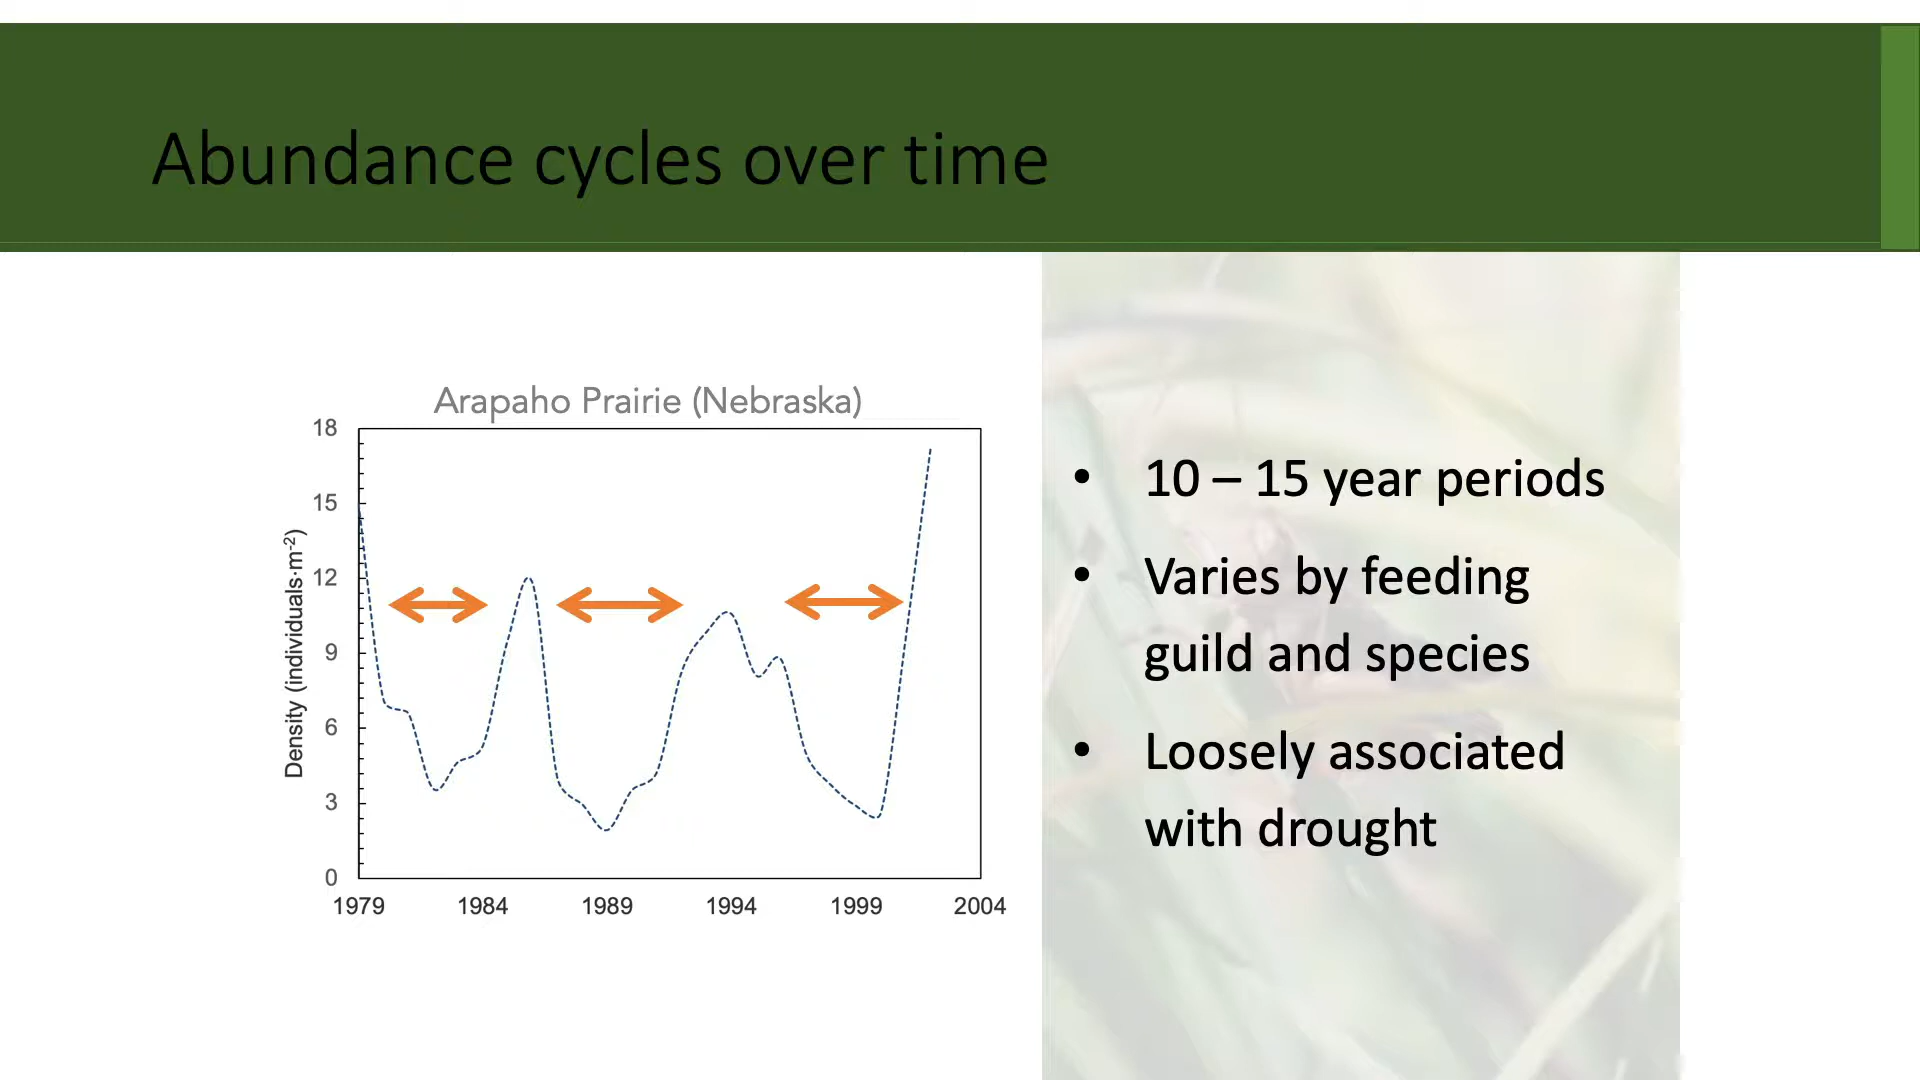 Abundance cycles over time
Arapaho Prairie (Nebraska)
18
15
12
9
6
3
0
Density (individuals·m-2)
1979 1984 1989 1994 1999 2004
• 10 – 15 year periods
• Varies by feeding
guild and species
• Loosely associated
with drought